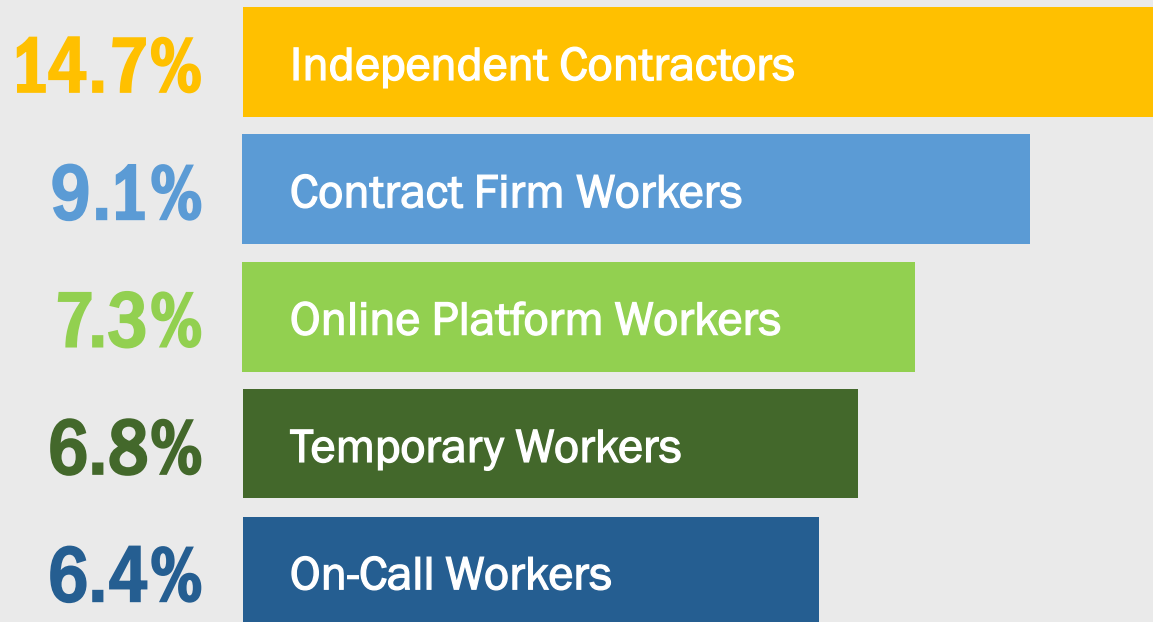 14.7% Independent Contractors
9.1% Contract Firm Workers
7.3% Online Platform Workers
6.8% Temporary Workers
6.4% On-Call Workers